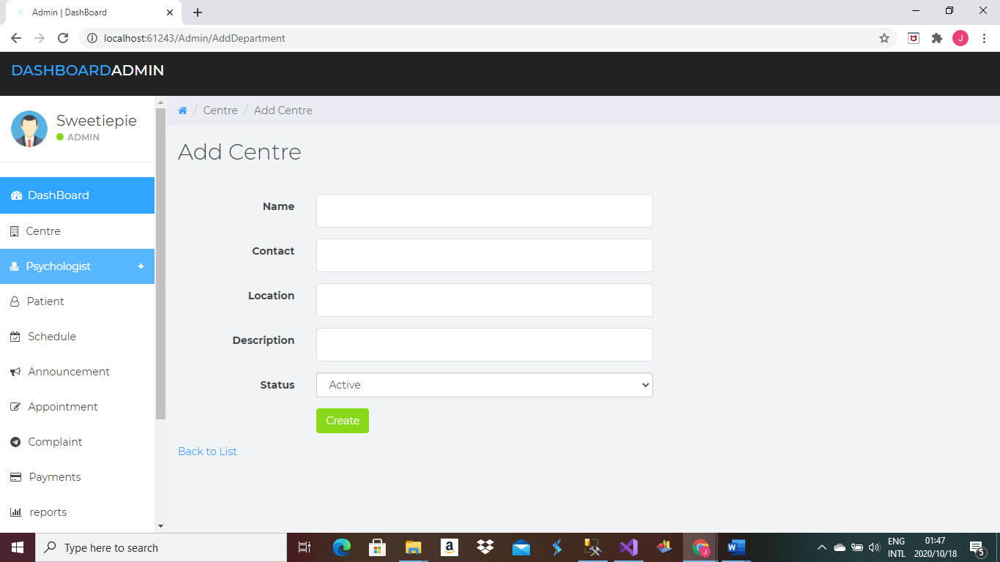 Admin | DashBoard
localhost:61243/Admin/AddDepartment
J
DASHBOARDADMIN
Sweetiepie
ADMIN
/ Centre / Add Centre
Add Centre
DashBoard
Centre
Psychologist +
Patient
Schedule
Announcement
Appointment
Complaint
Payments
reports
Name
Contact
Location
Description
Status Active
Create
Back to List
Type here to search
a
J
W
ENG
INTL
01:47
2020/10/18
5